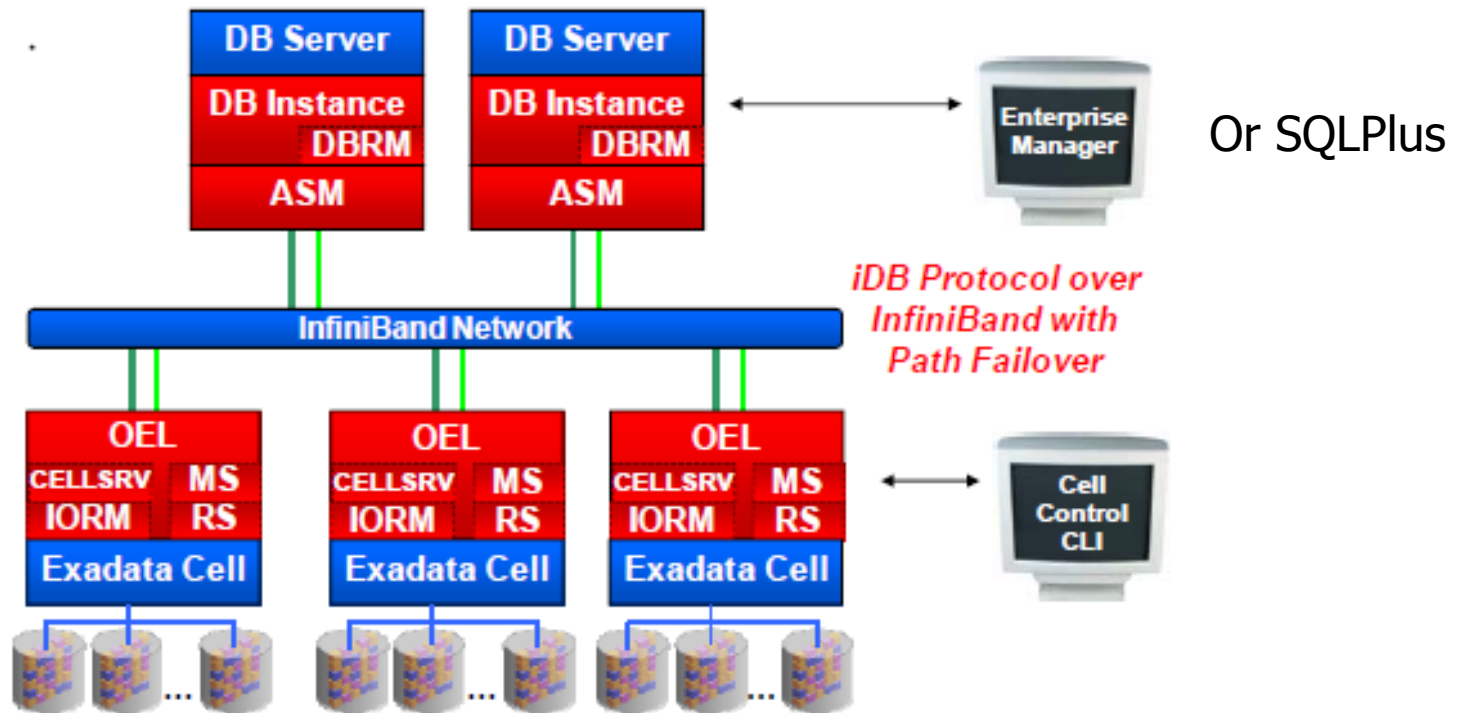 DB Server
DB Server
DB Instance
DB Instance
DBRM
DBRM
ASM
ASM
Enterprise
Manager
Or SQLPlus
iDB Protocol over
InfiniBand with
Path Failover
InfiniBand Network
OEL
CELLSRV MS
IORM RS
Exadata Cell
...
OEL
CELLSRV MS
IORM RS
Exadata Cell
...
OEL
CELLSRV MS
IORM RS
Exadata Cell
...
Cell
Control
CLI